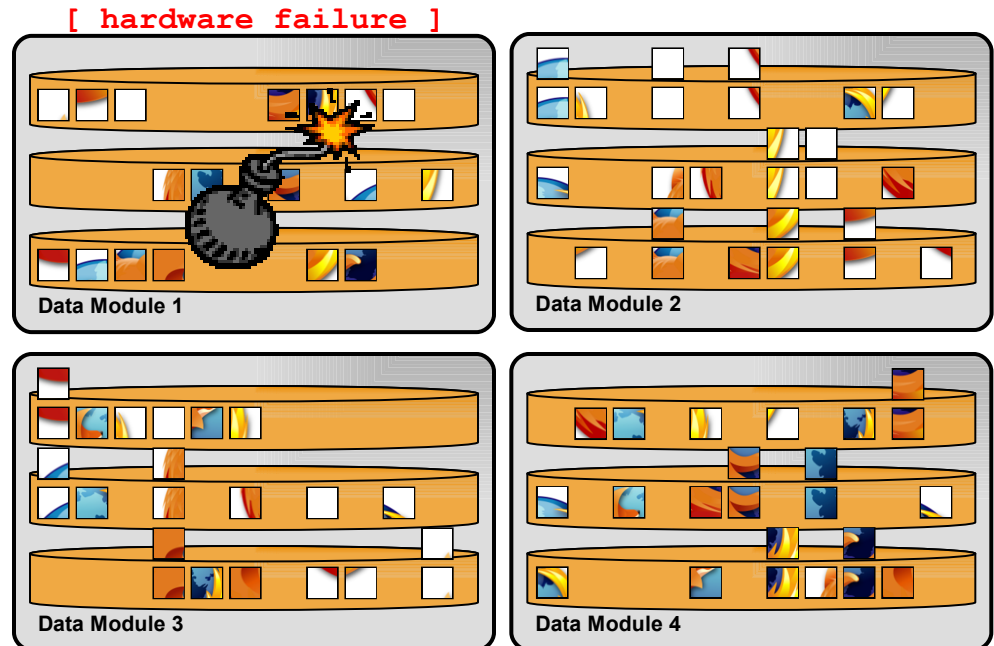 [ hardware failure ]
Data Module 1
Data Module 2
Data Module 3
Data Module 4